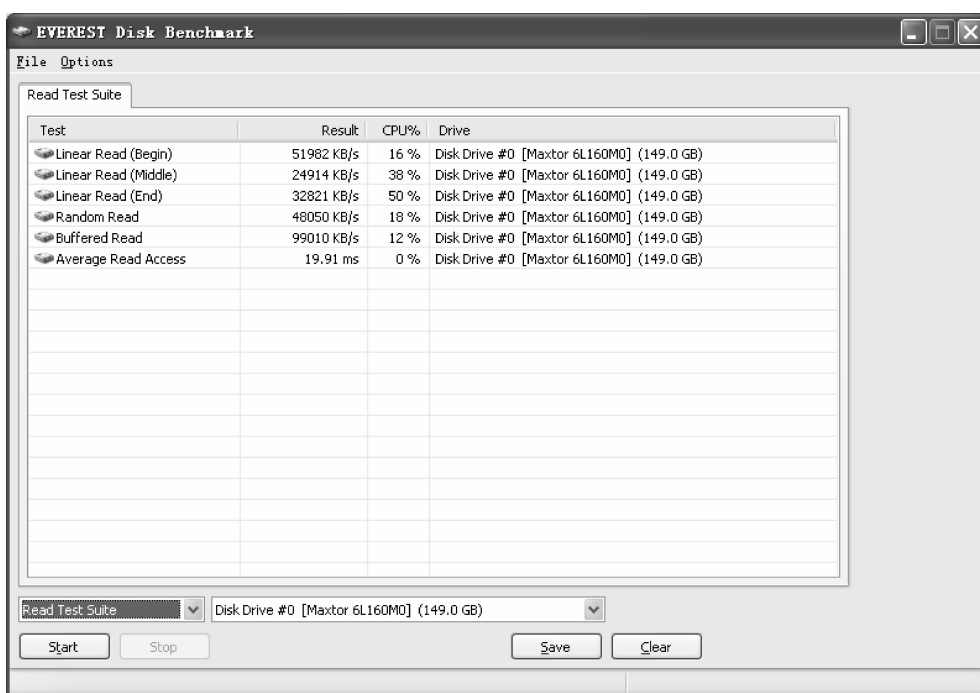 EVEREST Disk Benchmark
File Options
Read Test Suite
Test Result CPU% Drive
Linear Read (Begin) 51982 KB/s 16 % Disk Drive #0 [Maxtor 6L160M0] (149.0 GB)
Linear Read (Middle) 24914 KB/s 38 % Disk Drive #0 [Maxtor 6L160M0] (149.0 GB)
Linear Read (End) 32821 KB/s 50 % Disk Drive #0 [Maxtor 6L160M0] (149.0 GB)
Random Read 48050 KB/s 18 % Disk Drive #0 [Maxtor 6L160M0] (149.0 GB)
Buffered Read 99010 KB/s 12 % Disk Drive #0 [Maxtor 6L160M0] (149.0 GB)
Average Read Access 19.91 ms 0 % Disk Drive #0 [Maxtor 6L160M0] (149.0 GB)
Read Test Suite Disk Drive #0 [Maxtor 6L160M0] (149.0 GB)
Start Stop Save Clear